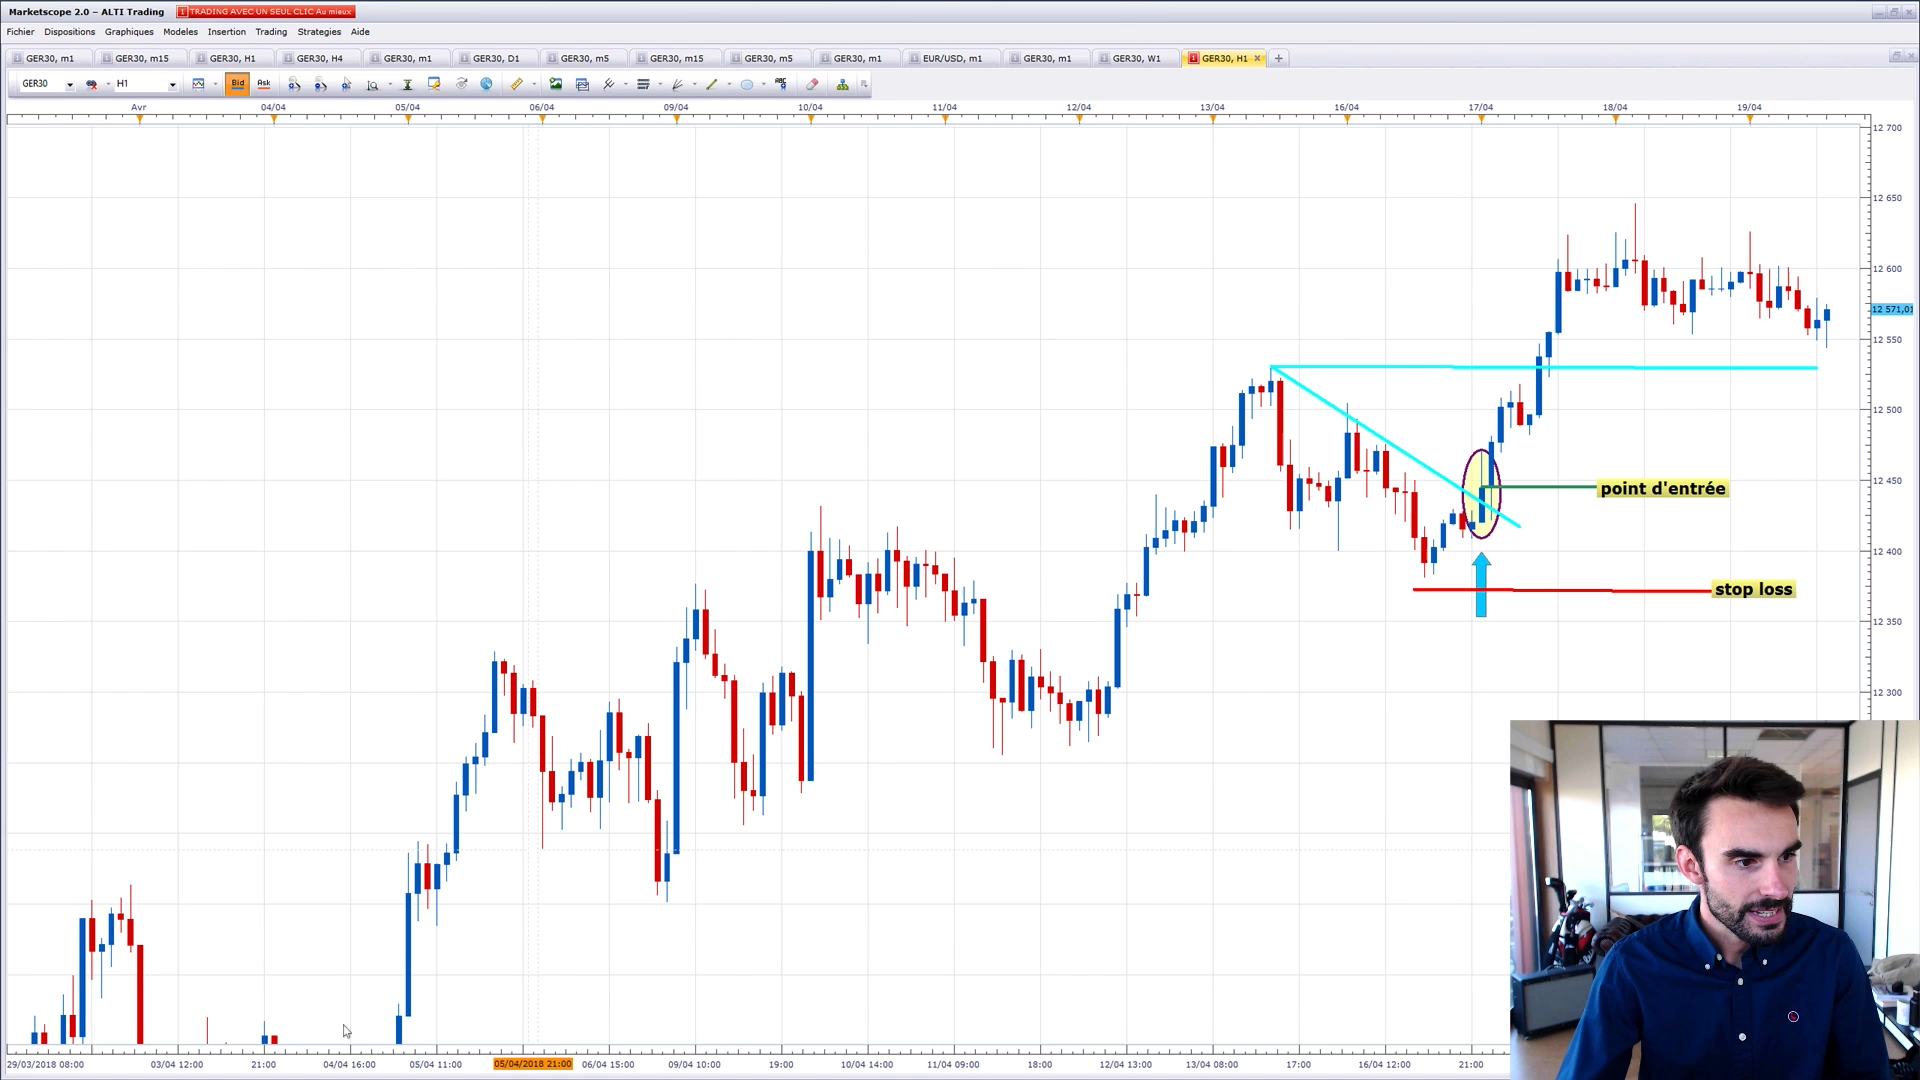 Marketscope 2.0 – ALTI Trading
1 TRADING AVEC UN SEUL CLIC Au mieux
Fichier Dispositions Graphiques Modeles Insertion Trading Strategies Aide
GER30, m1 GER30, m15 GER30, H1 GER30, H4 GER30, m1 GER30, D1 GER30, m5 GER30, m15 GER30, m5 GER30, m1 EUR/USD, m1 GER30, m1 GER30, W1 GER30, H1
GER30 H1 Bid Ask ABC
Avr 04/04 05/04 06/04 09/04 10/04 11/04 12/04 13/04 16/04 17/04 18/04 19/04
12 700
12 650
12 600
12 571,01
12 550
12 500
12 450
point d'entrée
12 400
stop loss
12 350
12 300
29/03/2018 08:00 03/04 12:00 21:00 04/04 16:00 05/04 11:00 05/04/2018 21:00 06/04 15:00 09/04 10:00 19:00 10/04 14:00 11/04 09:00 18:00 12/04 13:00 13/04 08:00 17:00 16/04 12:00 21:00